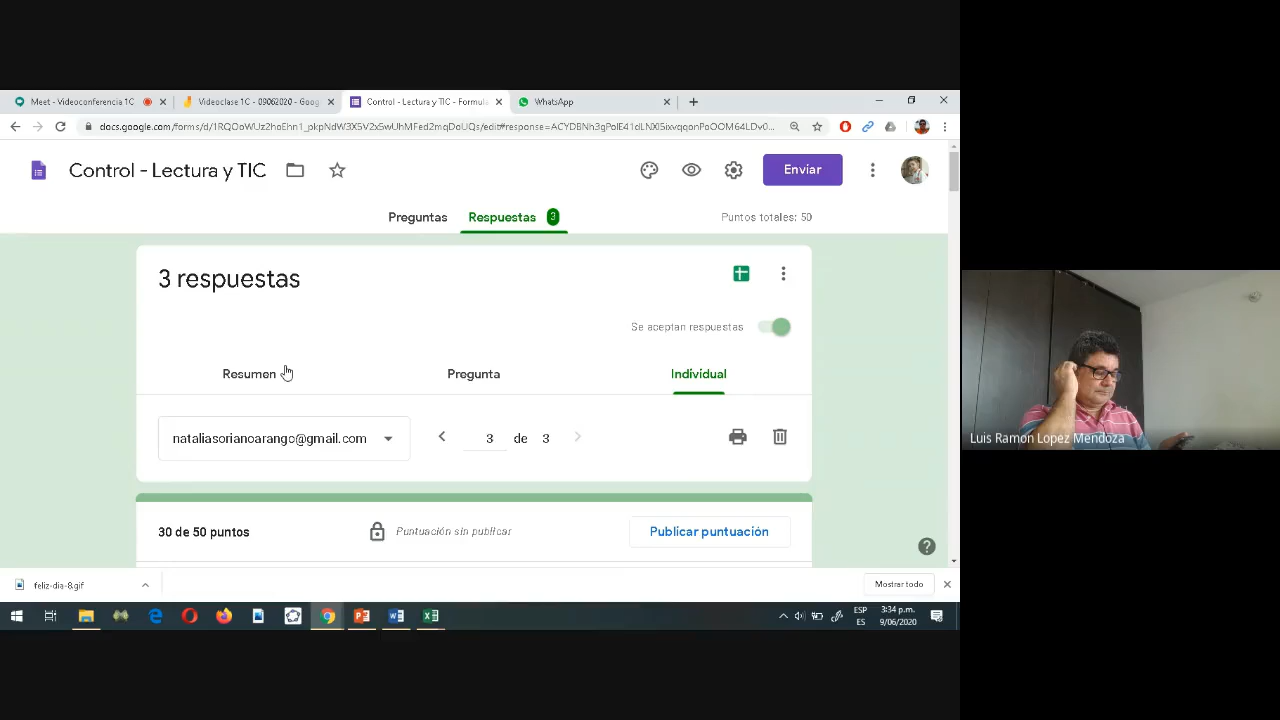 Meet - Videoconferencia 1C
Videoclase 1C - 09062020 - Goog
Control - Lectura y TIC - Formula
WhatsApp
Control - Lectura y TIC
Enviar
Preguntas
Respuestas 3
Puntos totales: 50
3 respuestas
Se aceptan respuestas
Resumen
Pregunta
Individual
nataliasorianoarango@gmail.com
3 de 3
30 de 50 puntos
Puntuación sin publicar
Publicar puntuación
Luis Ramon Lopez Mendoza
feliz-dia-8.gif
Mostrar todo
ESP
ES
3:34 p.m.
9/06/2020